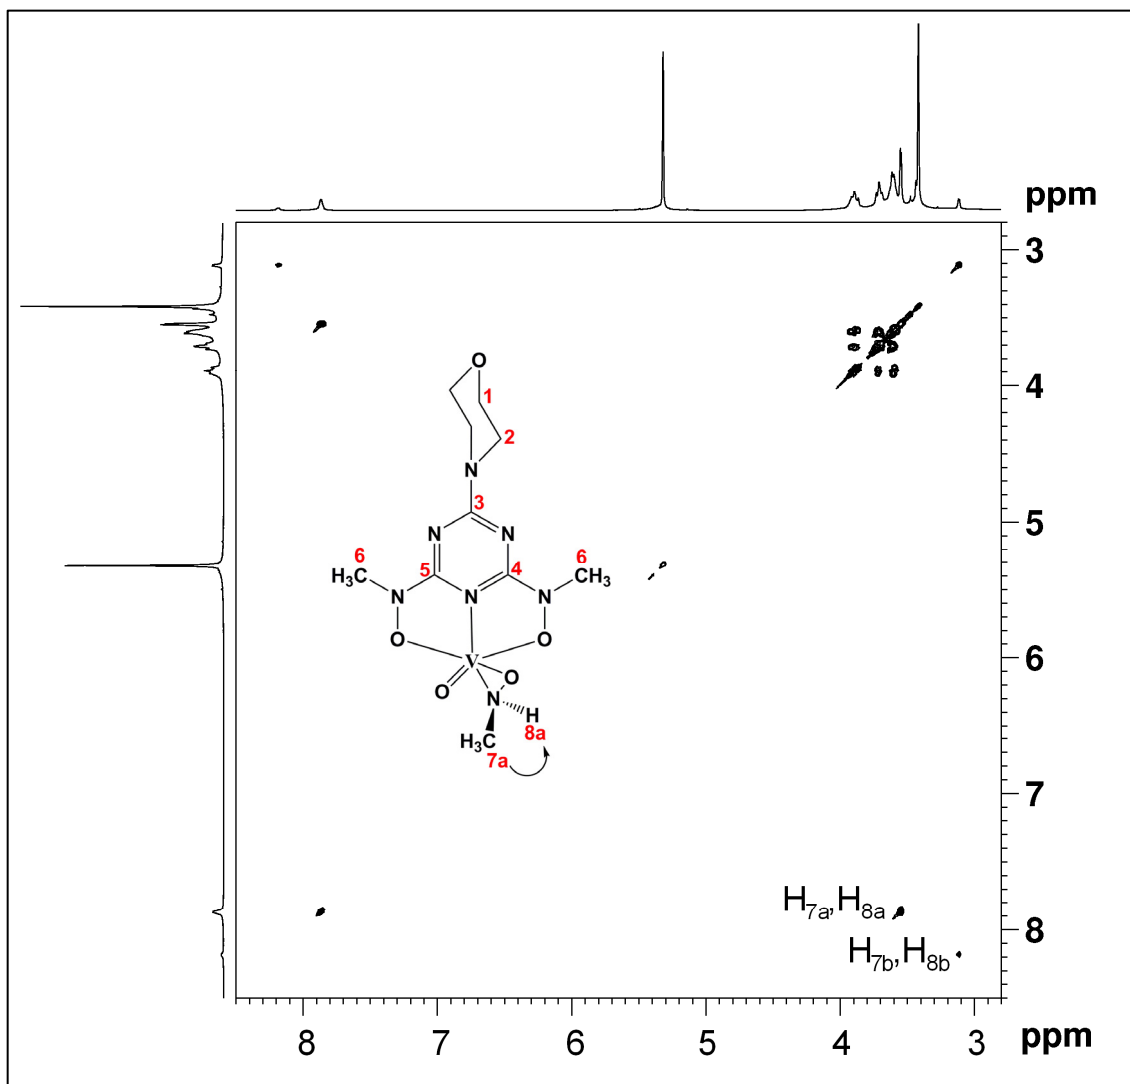 ppm
3
4
5
6
7
8
O
1
2
N
3
N N
6 6
H₃C 5 4 CH₃
N N N
O O
V
O O
N H
8a
H₃C
7a
H₇ₐ,H₈ₐ
H₇b,H₈b
8 7 6 5 4 3 ppm